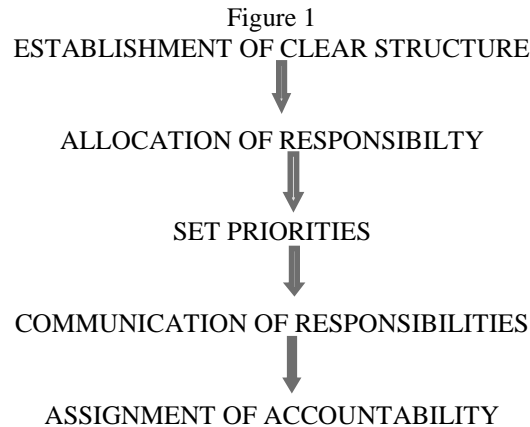 Figure 1
ESTABLISHMENT OF CLEAR STRUCTURE
ALLOCATION OF RESPONSIBILTY
SET PRIORITIES
COMMUNICATION OF RESPONSIBILITIES
ASSIGNMENT OF ACCOUNTABILITY